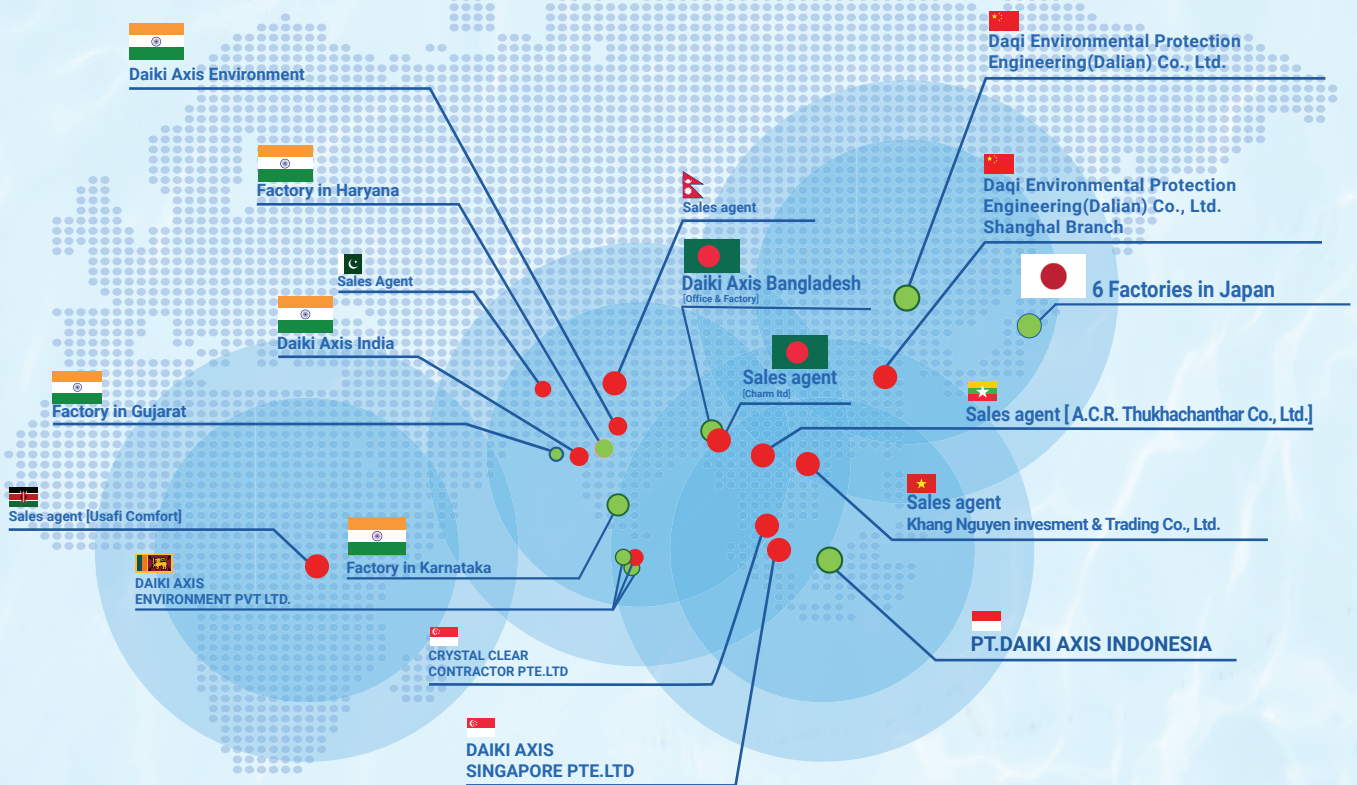 Daiki Axis Environment
Factory in Haryana
Sales Agent
Daiki Axis India
Factory in Gujarat
Sales agent [Usafi Comfort]
DAIKI AXIS
ENVIRONMENT PVT LTD.
Factory in Karnataka
CRYSTAL CLEAR
CONTRACTOR PTE.LTD
DAIKI AXIS
SINGAPORE PTE.LTD
Sales agent
Daiki Axis Bangladesh
[Office & Factory]
Sales agent
[Charm ltd]
Daqi Environmental Protection
Engineering(Dalian) Co., Ltd.
Daqi Environmental Protection
Engineering(Dalian) Co., Ltd.
Shanghal Branch
6 Factories in Japan
Sales agent [ A.C.R. Thukhachanthar Co., Ltd.]
Sales agent
Khang Nguyen invesment & Trading Co., Ltd.
PT.DAIKI AXIS INDONESIA